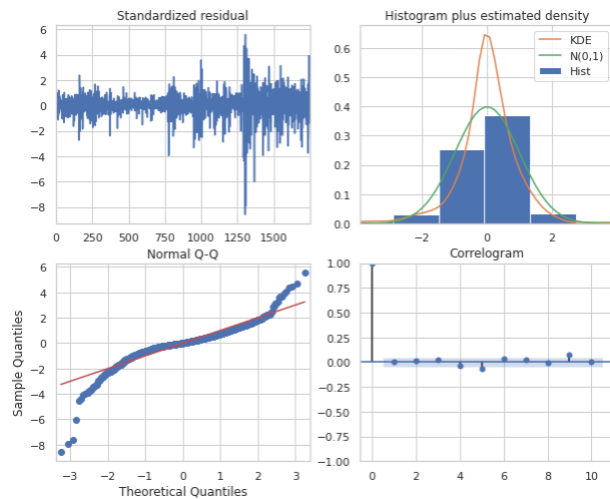 Standardized residual
6
4
2
0
−2
−4
−6
−8
0 250 500 750 1000 1250 1500
Histogram plus estimated density
KDE
N(0,1)
Hist
0.6
0.5
0.4
0.3
0.2
0.1
0.0
−2 0 2
Normal Q-Q
6
4
2
0
−2
−4
−6
−8
Sample Quantiles
−3 −2 −1 0 1 2 3
Theoretical Quantiles
Correlogram
1.00
0.75
0.50
0.25
0.00
−0.25
−0.50
−0.75
−1.00
0 2 4 6 8 10